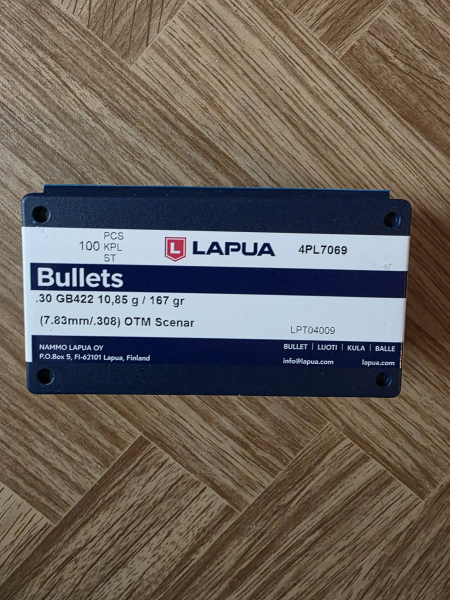 PCS
100 KPL
ST
L LAPUA
4PL7069
Bullets
.30 GB422 10,85 g / 167 gr
(7.83mm/.308) OTM Scenar
LPT04009
NAMMO LAPUA OY
P.O.Box 5, FI-62101 Lapua, Finland
BULLET | LUOTI | KULA | BALLE
info@lapua.com
lapua.com